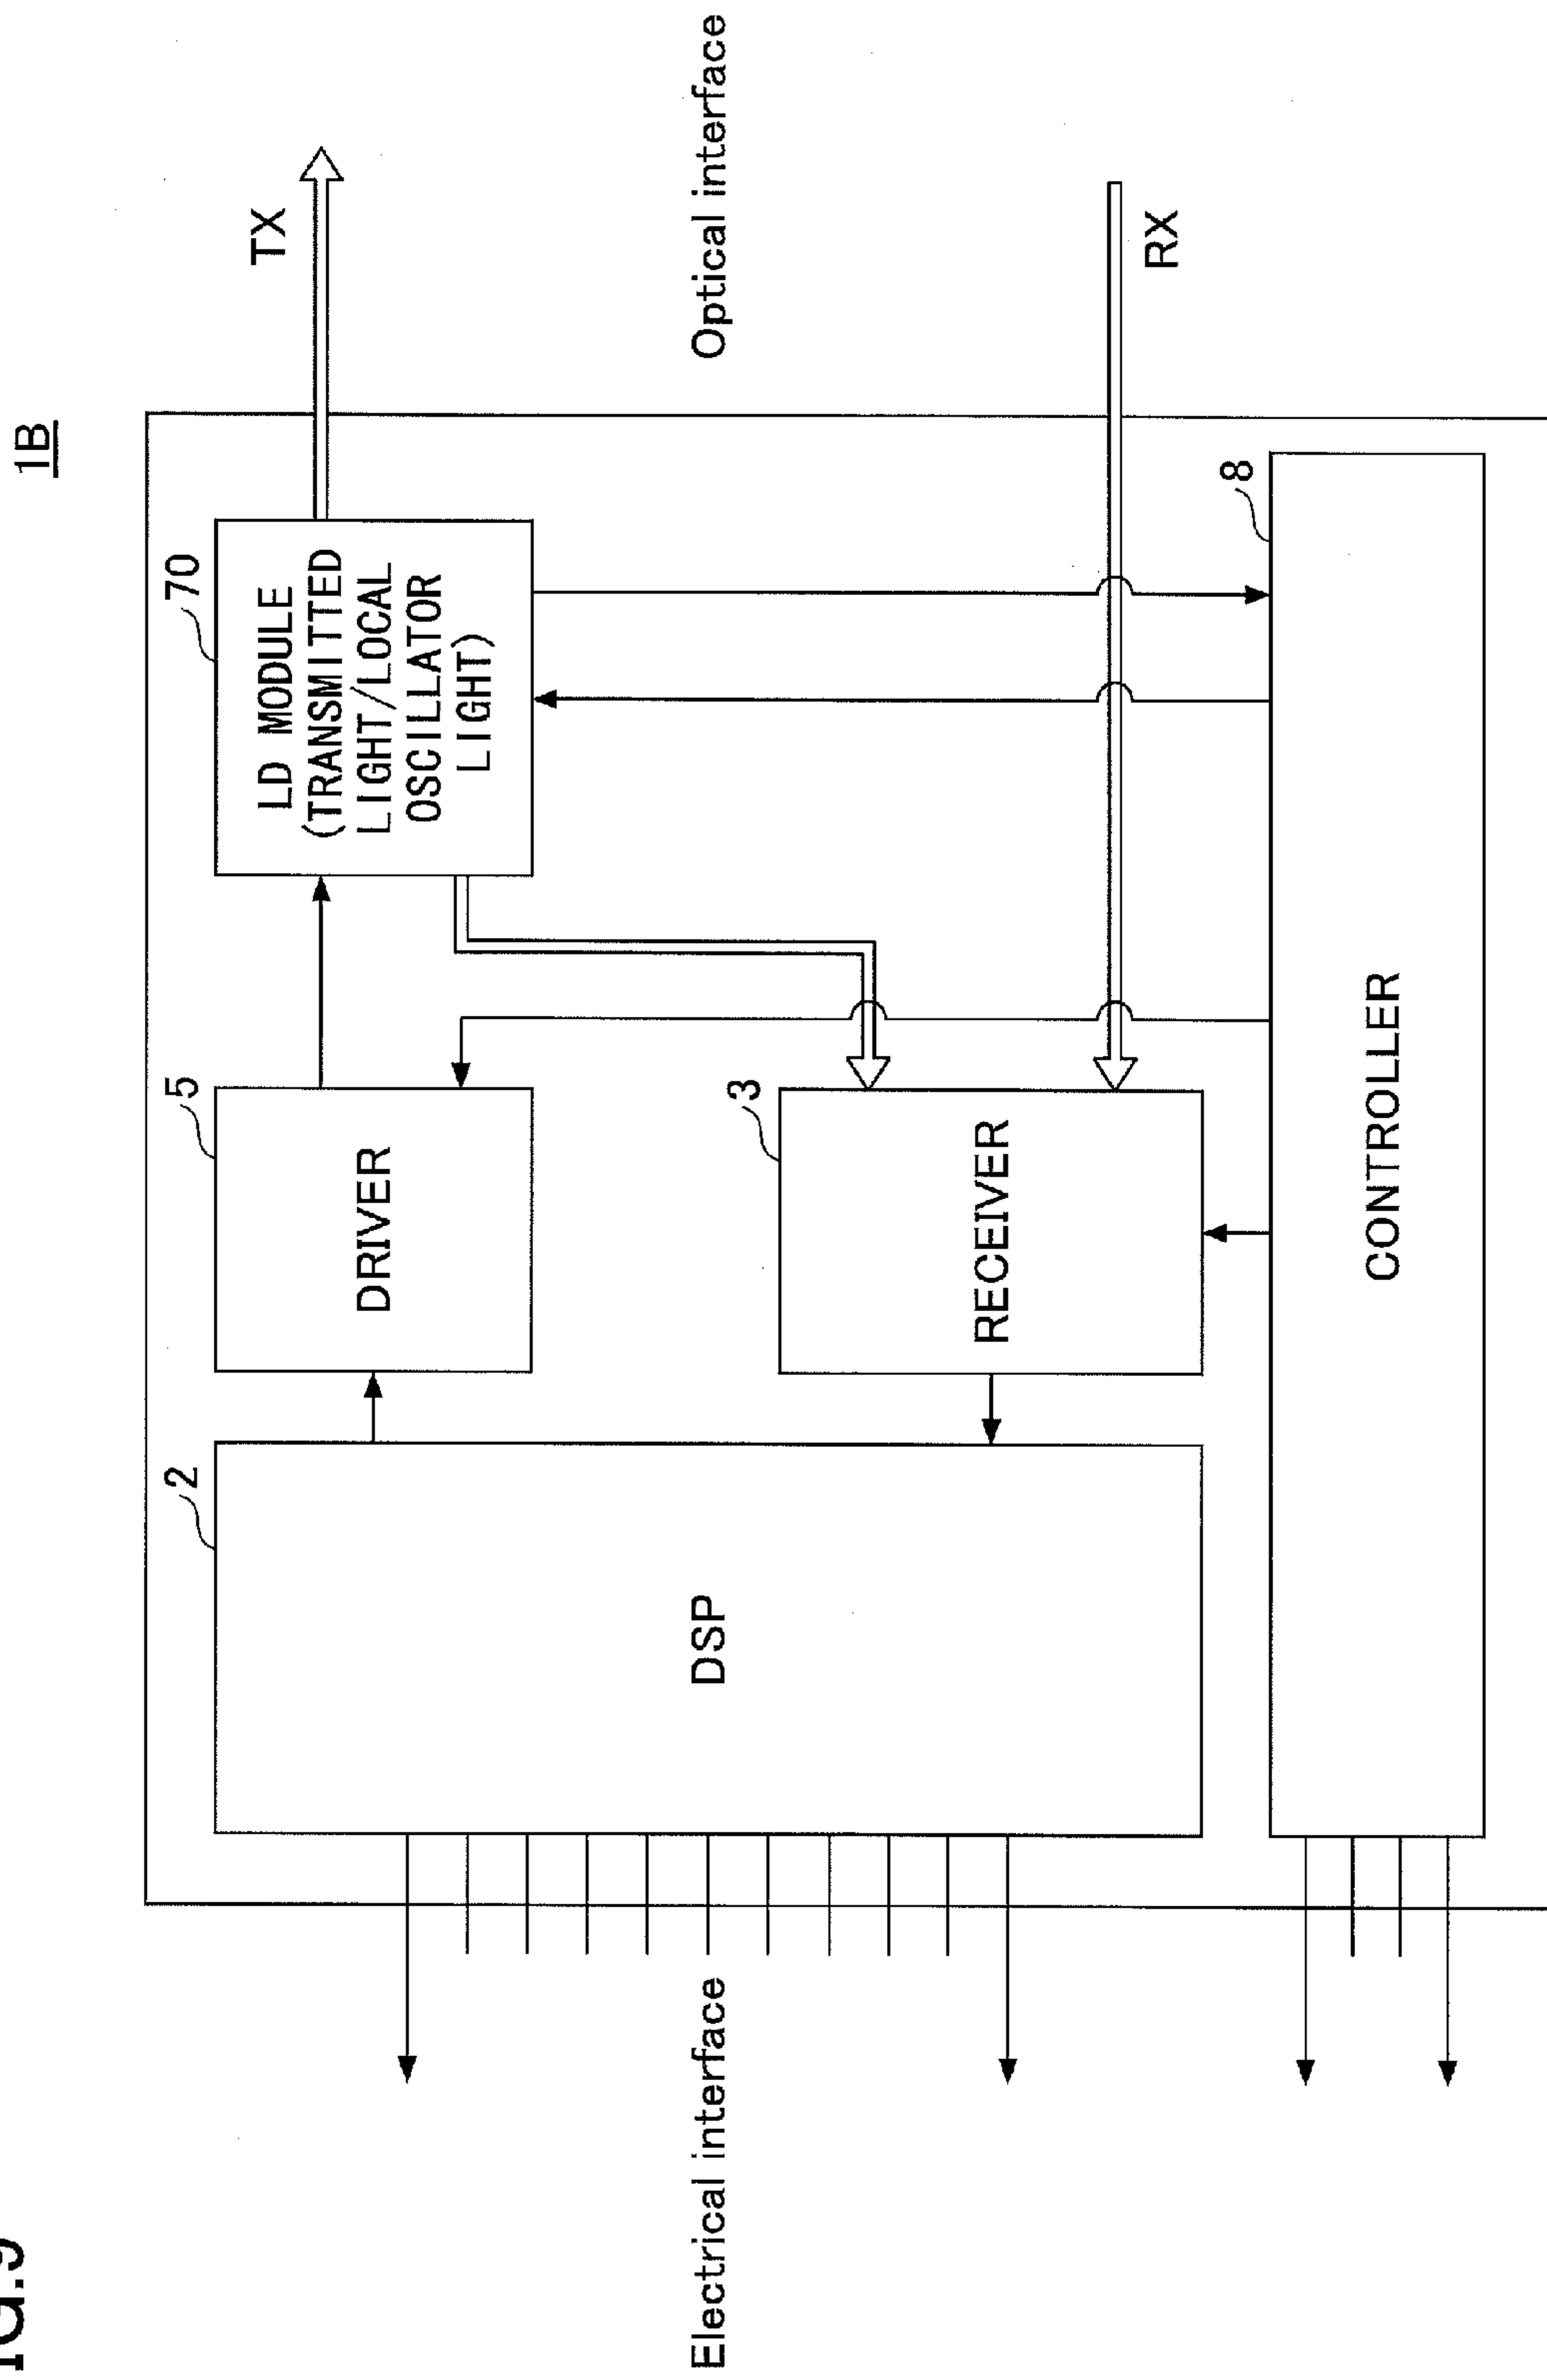 1B
2
5
70
TX
DRIVER
LD MODULE
(TRANSMITTED
LIGHT/LOCAL
OSCILLATOR
LIGHT)
Electrical interface
DSP
3
Optical interface
RECEIVER
RX
8
CONTROLLER